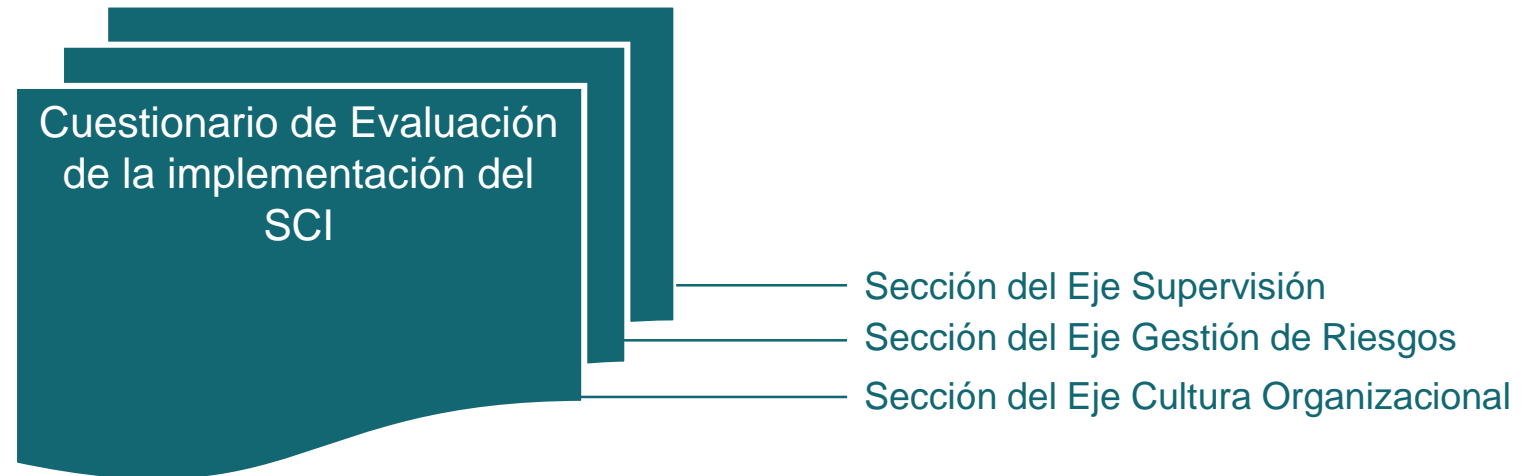 Cuestionario de Evaluación
de la implementación del
SCI
Sección del Eje Supervisión
Sección del Eje Gestión de Riesgos
Sección del Eje Cultura Organizacional